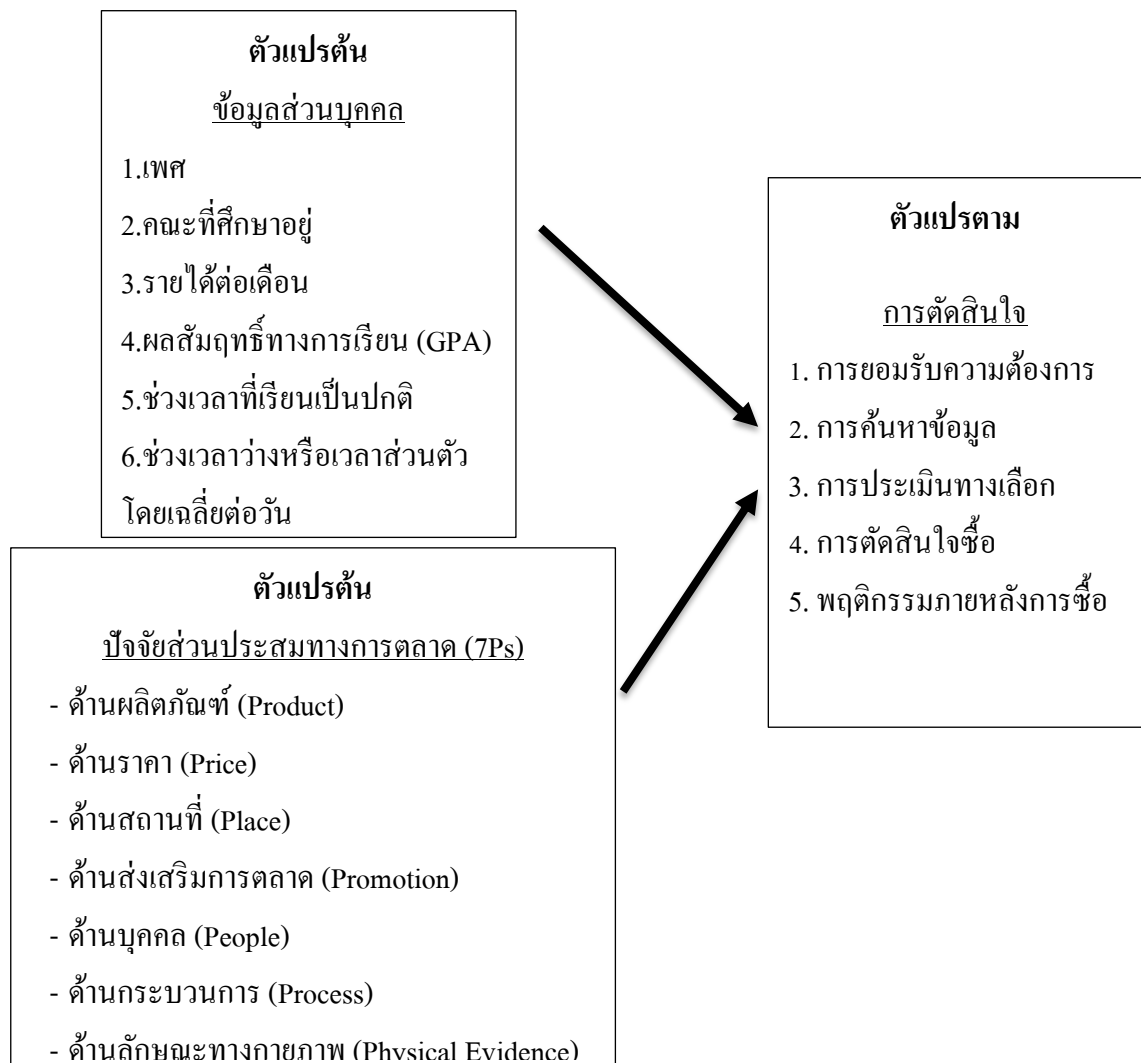 ตัวแปรต้น
ข้อมูลส่วนบุคคล
1.เพศ
2.คณะที่ศึกษาอยู่
3.รายได้ต่อเดือน
4.ผลสัมฤทธิ์ทางการเรียน (GPA)
5.ช่วงเวลาที่เรียนเป็นปกติ
6.ช่วงเวลาว่างหรือเวลาส่วนตัว
โดยเฉลี่ยต่อวัน
ตัวแปรต้น
ปัจจัยส่วนประสมทางการตลาด (7Ps)
- ด้านผลิตภัณฑ์ (Product)
- ด้านราคา (Price)
- ด้านสถานที่ (Place)
- ด้านส่งเสริมการตลาด (Promotion)
- ด้านบุคคล (People)
- ด้านกระบวนการ (Process)
- ด้านลักษณะทางกายภาพ (Physical Evidence)
ตัวแปรตาม
การตัดสินใจ
1. การยอมรับความต้องการ
2. การค้นหาข้อมูล
3. การประเมินทางเลือก
4. การตัดสินใจซื้อ
5. พฤติกรรมภายหลังการซื้อ